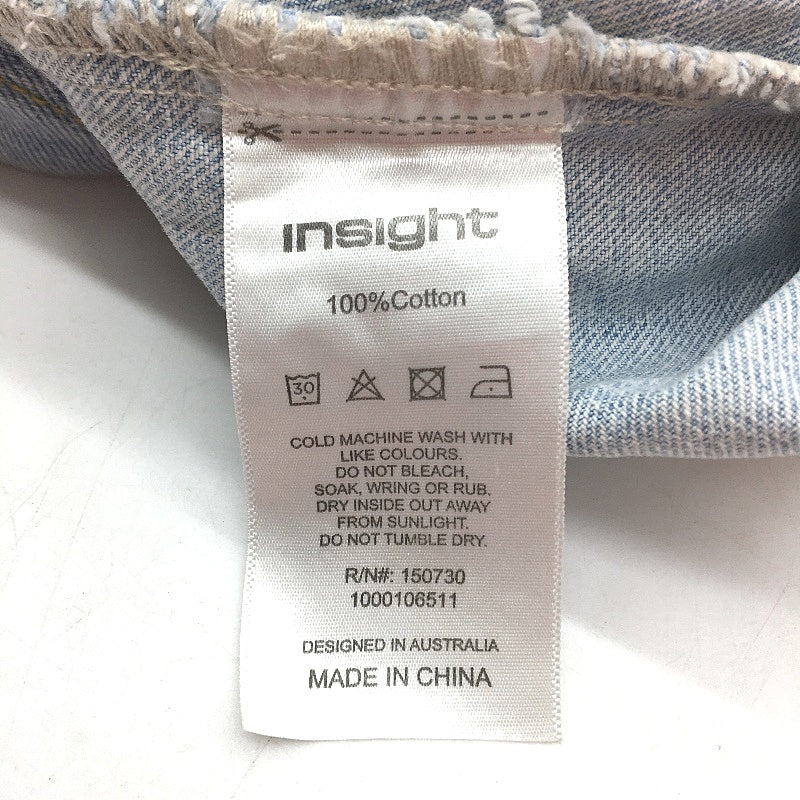 insight
100%Cotton
30
COLD MACHINE WASH WITH
LIKE COLOURS.
DO NOT BLEACH,
SOAK, WRING OR RUB.
DRY INSIDE OUT AWAY
FROM SUNLIGHT.
DO NOT TUMBLE DRY.
R/N#: 150730
1000106511
DESIGNED IN AUSTRALIA
MADE IN CHINA